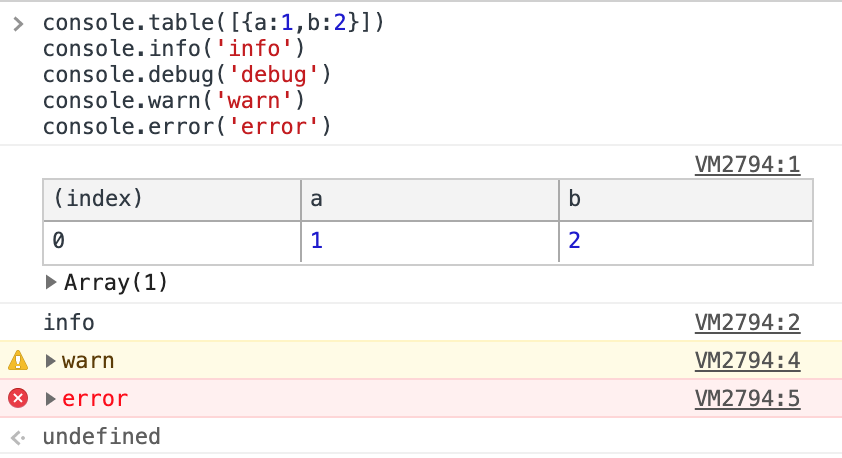 console.table([{a:1,b:2}])
console.info('info')
console.debug('debug')
console.warn('warn')
console.error('error')
VM2794:1
(index) a b
0 1 2
Array(1)
info VM2794:2
warn VM2794:4
error VM2794:5
undefined